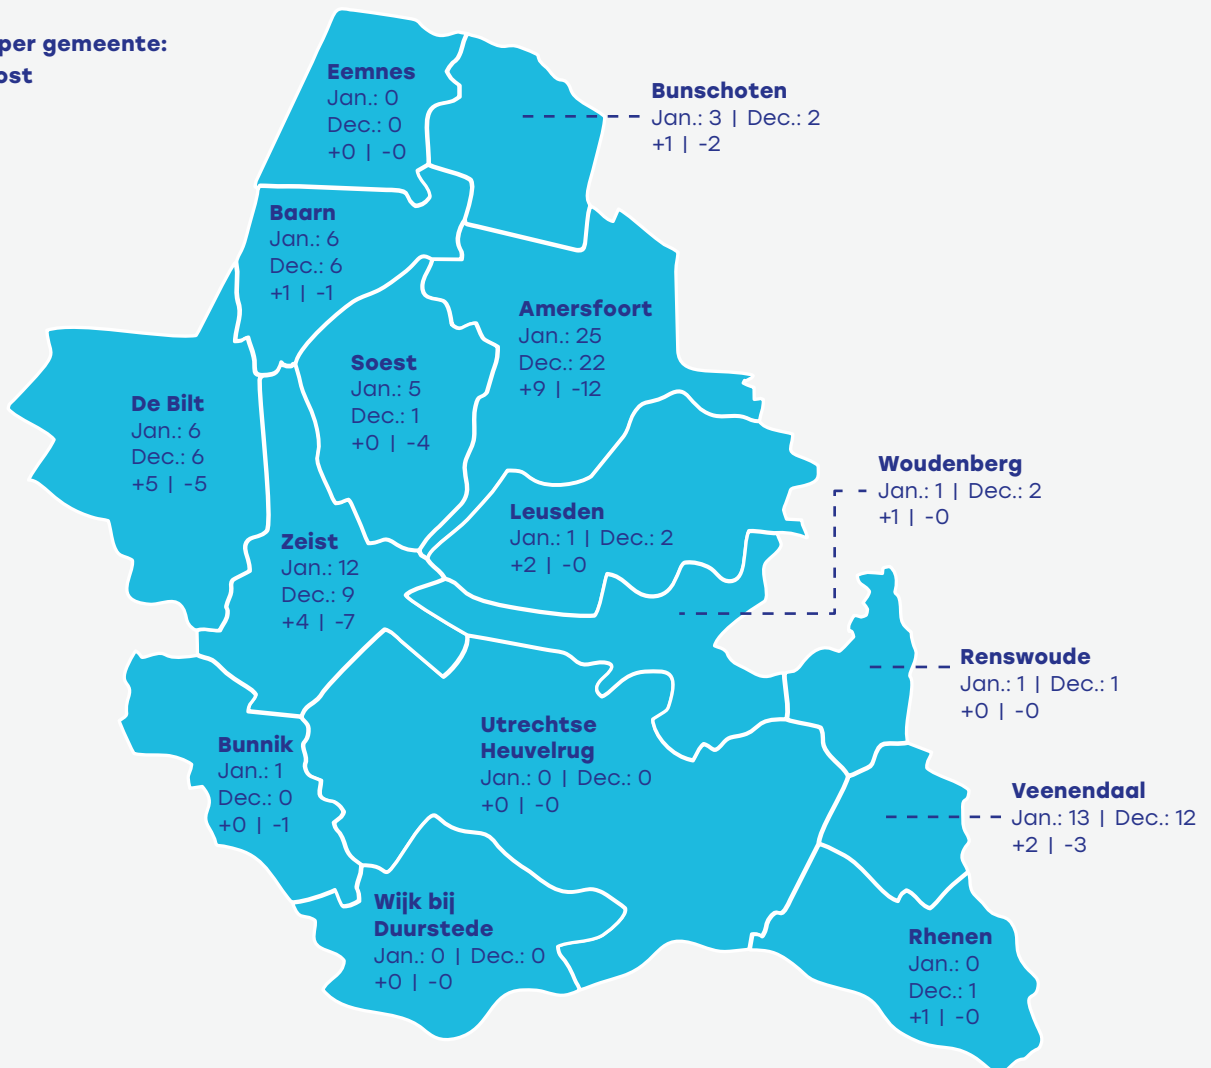 per gemeente:
ost
Eemnes
Jan.: 0
Dec.: 0
+0 | -0
Bunschoten
Jan.: 3 | Dec.: 2
+1 | -2
Baarn
Jan.: 6
Dec.: 6
+1 | -1
Amersfoort
Jan.: 25
Dec.: 22
+9 | -12
Soest
Jan.: 5
Dec.: 1
+0 | -4
De Bilt
Jan.: 6
Dec.: 6
+5 | -5
Woudenberg
Jan.: 1 | Dec.: 2
+1 | -0
Leusden
Jan.: 1 | Dec.: 2
+2 | -0
Zeist
Jan.: 12
Dec.: 9
+4 | -7
Renswoude
Jan.: 1 | Dec.: 1
+0 | -0
Utrechtse
Heuvelrug
Jan.: 0 | Dec.: 0
+0 | -0
Bunnik
Jan.: 1
Dec.: 0
+0 | -1
Veenendaal
Jan.: 13 | Dec.: 12
+2 | -3
Wijk bij
Duurstede
Jan.: 0 | Dec.: 0
+0 | -0
Rhenen
Jan.: 0
Dec.: 1
+1 | -0